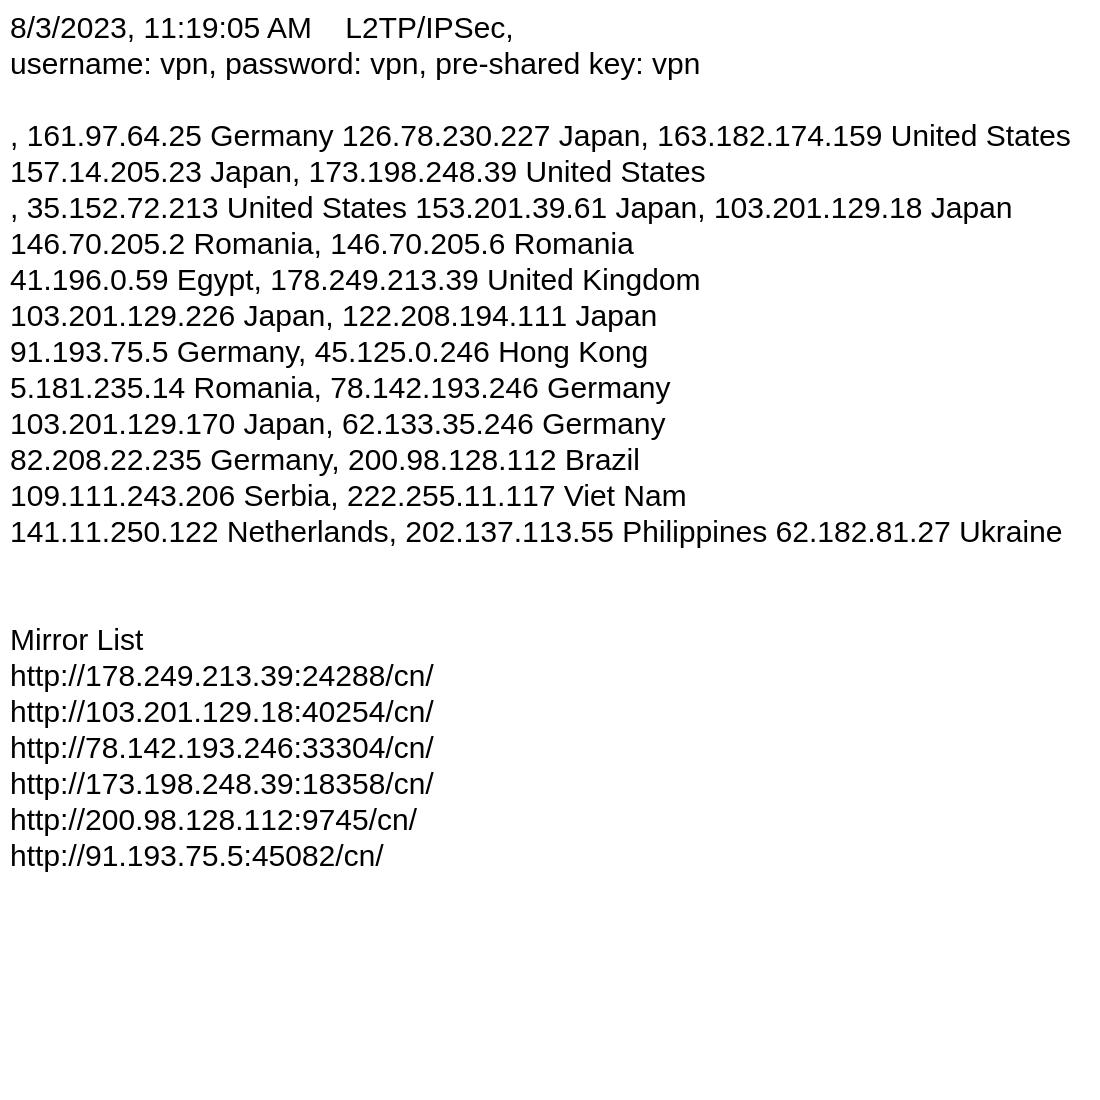 8/3/2023, 11:19:05 AM    L2TP/IPSec,
username: vpn, password: vpn, pre-shared key: vpn
, 161.97.64.25 Germany 126.78.230.227 Japan, 163.182.174.159 United States
157.14.205.23 Japan, 173.198.248.39 United States
, 35.152.72.213 United States 153.201.39.61 Japan, 103.201.129.18 Japan
146.70.205.2 Romania, 146.70.205.6 Romania
41.196.0.59 Egypt, 178.249.213.39 United Kingdom
103.201.129.226 Japan, 122.208.194.111 Japan
91.193.75.5 Germany, 45.125.0.246 Hong Kong
5.181.235.14 Romania, 78.142.193.246 Germany
103.201.129.170 Japan, 62.133.35.246 Germany
82.208.22.235 Germany, 200.98.128.112 Brazil
109.111.243.206 Serbia, 222.255.11.117 Viet Nam
141.11.250.122 Netherlands, 202.137.113.55 Philippines 62.182.81.27 Ukraine
Mirror List
http://178.249.213.39:24288/cn/
http://103.201.129.18:40254/cn/
http://78.142.193.246:33304/cn/
http://173.198.248.39:18358/cn/
http://200.98.128.112:9745/cn/
http://91.193.75.5:45082/cn/